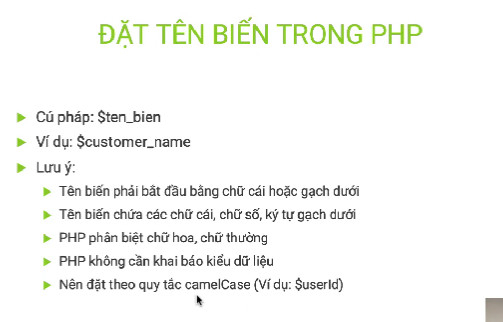 ĐẶT TÊN BIẾN TRONG PHP
Cú pháp: $ten_bien
Ví dụ: $customer_name
Lưu ý:
Tên biến phải bắt đầu bằng chữ cái hoặc gạch dưới
Tên biến chứa các chữ cái, chữ số, ký tự gạch dưới
PHP phân biệt chữ hoa, chữ thường
PHP không cần khai báo kiểu dữ liệu
Nên đặt theo quy tắc camelCase (Ví dụ: $userId)